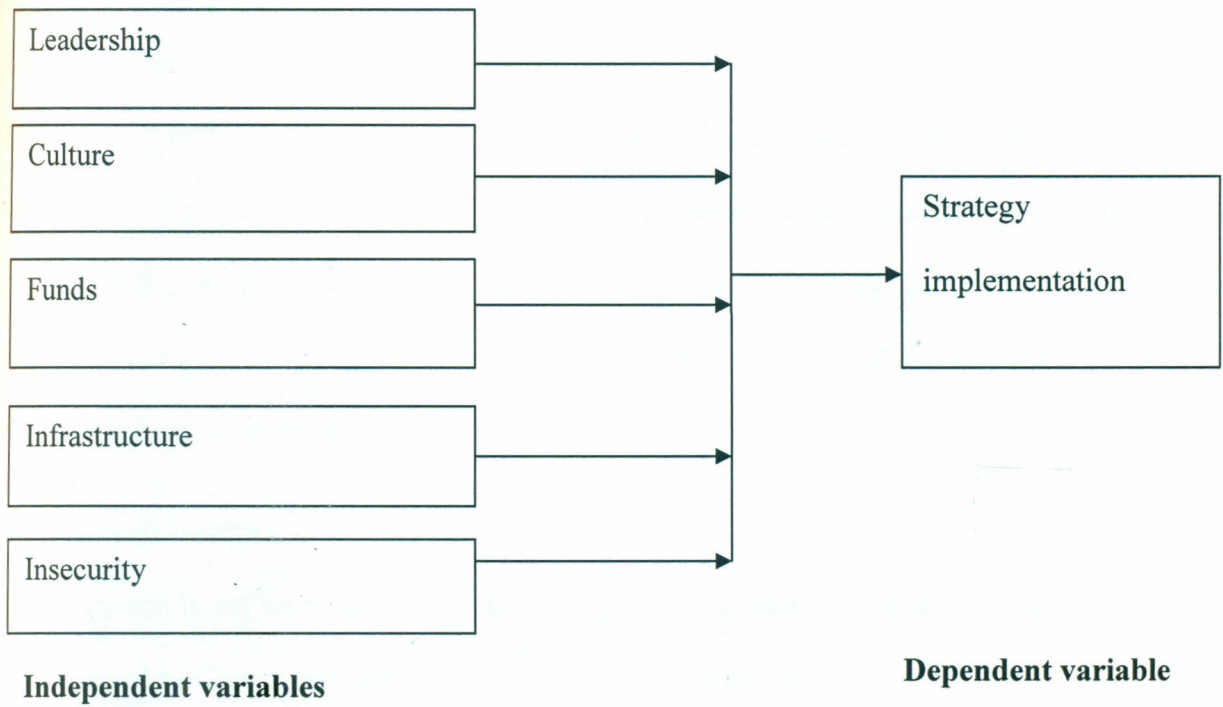 Leadership
Culture
Funds
Infrastructure
Insecurity
Strategy
implementation
Independent variables
Dependent variable